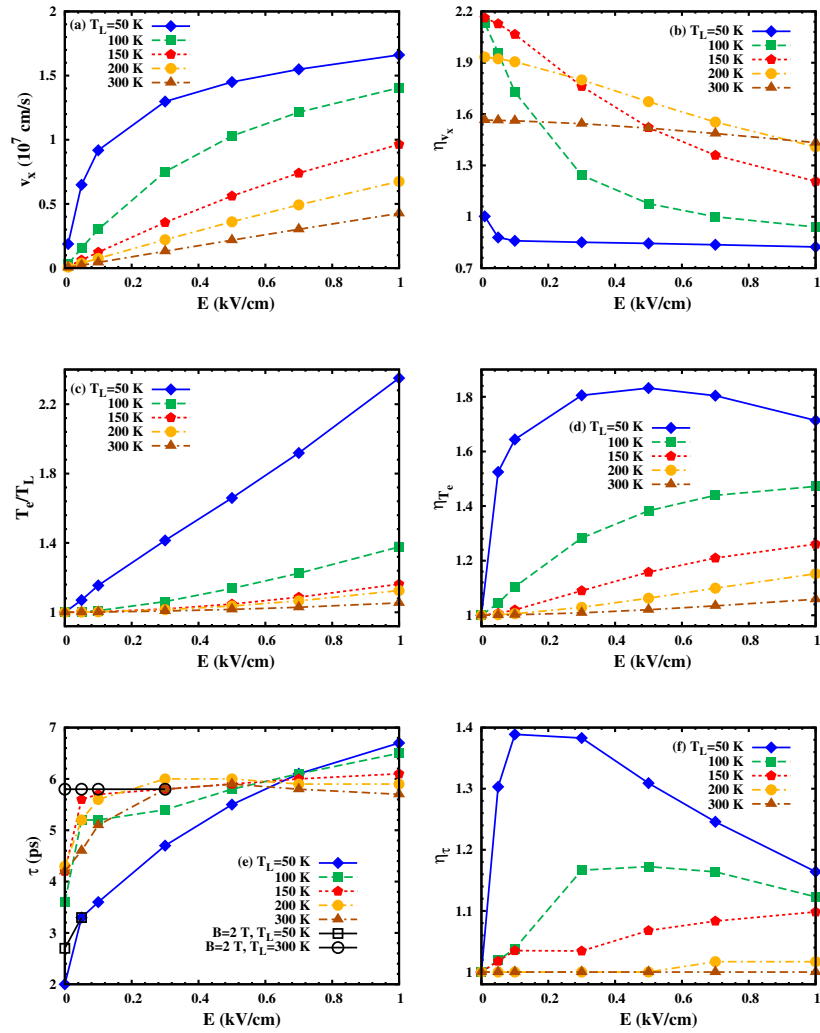 (a) T_L=50 K
100 K
150 K
200 K
300 K
2
1.5
1
0.5
0
v_x (10^7 cm/s)
0 0.2 0.4 0.6 0.8 1
E (kV/cm)
(b) T_L=50 K
100 K
150 K
200 K
300 K
2.2
1.9
1.6
1.3
1
0.7
η_{v_x}
0 0.2 0.4 0.6 0.8 1
E (kV/cm)
(c) T_L=50 K
100 K
150 K
200 K
300 K
2.2
1.8
1.4
1
T_e/T_L
0 0.2 0.4 0.6 0.8 1
E (kV/cm)
(d) T_L=50 K
100 K
150 K
200 K
300 K
1.8
1.6
1.4
1.2
1
η_{T_e}
0 0.2 0.4 0.6 0.8 1
E (kV/cm)
(e) T_L=50 K
100 K
150 K
200 K
300 K
B=2 T, T_L=50 K
B=2 T, T_L=300 K
7
6
5
4
3
2
τ (ps)
0 0.2 0.4 0.6 0.8 1
E (kV/cm)
(f) T_L=50 K
100 K
150 K
200 K
300 K
1.4
1.3
1.2
1.1
1
η_τ
0 0.2 0.4 0.6 0.8 1
E (kV/cm)